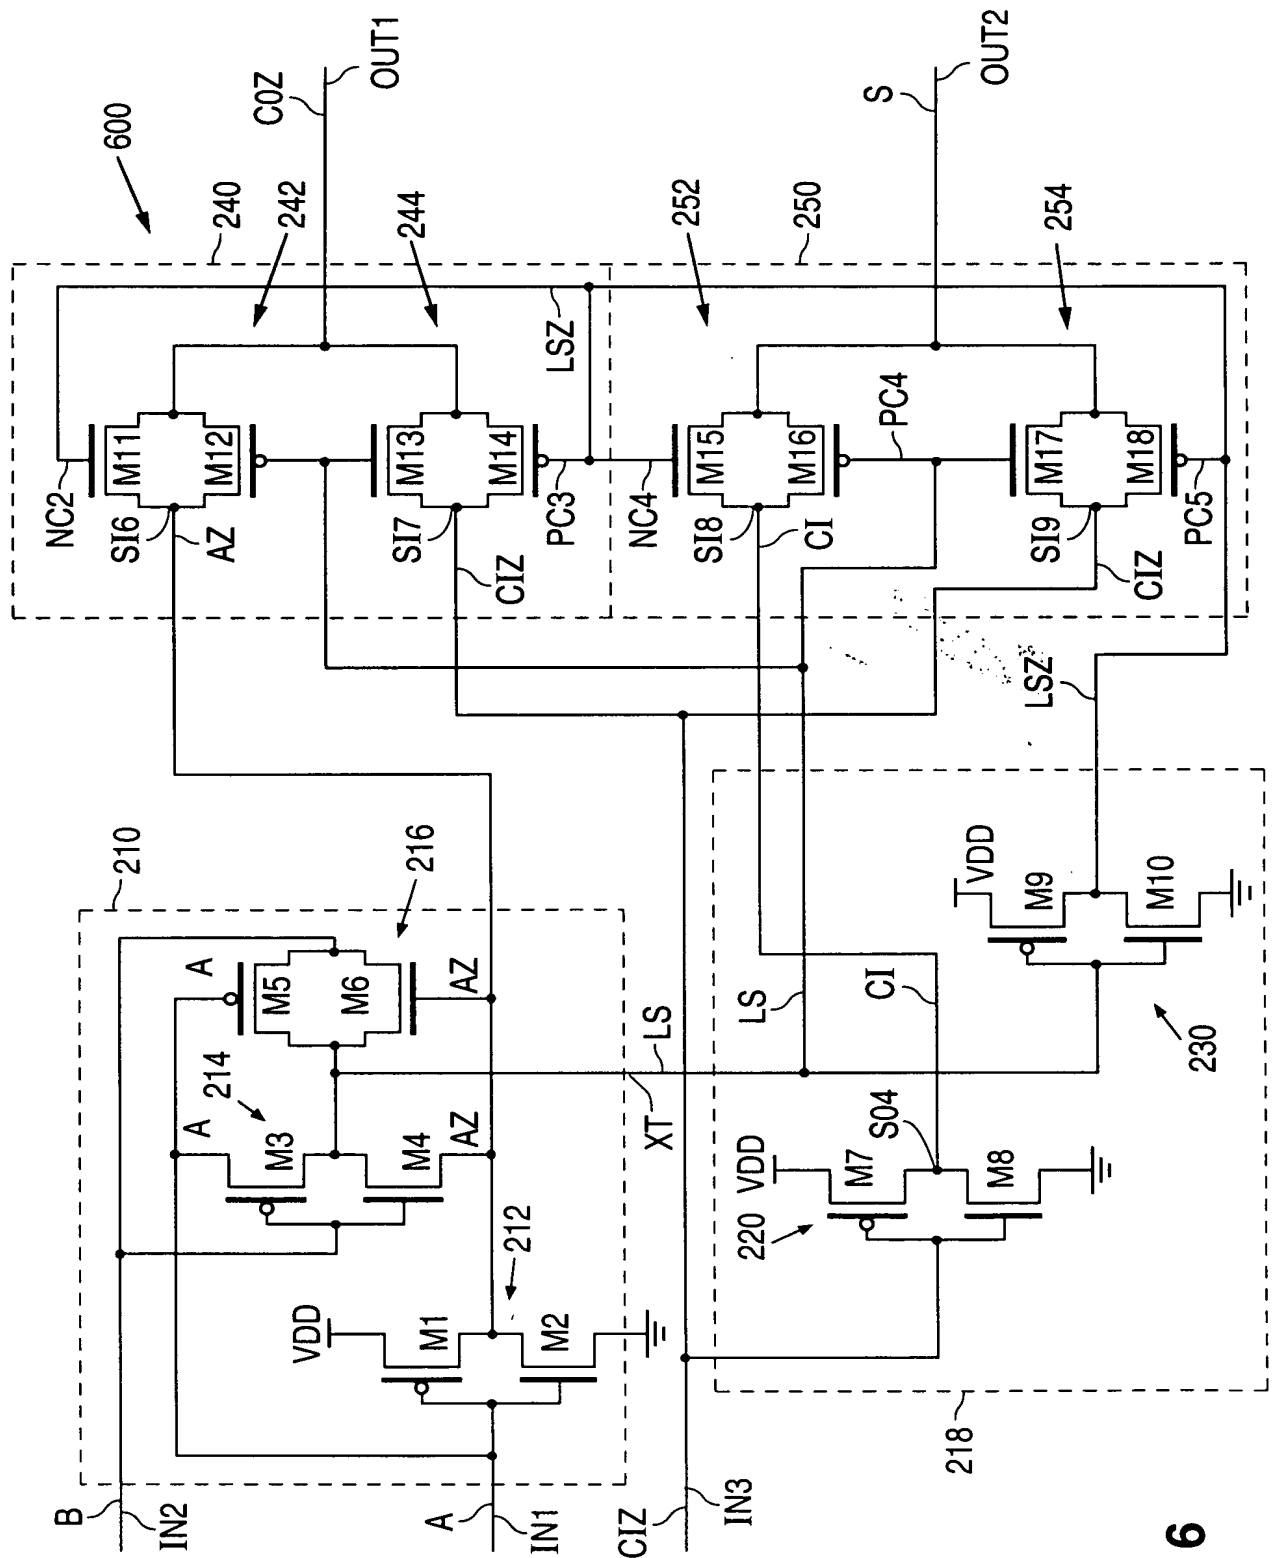 600
C0Z
OUT1
S
OUT2
240
242
244
252
250
254
NC2
M11
M12
SI6
AZ
M13
M14
SI7
CIZ
PC3
LSZ
NC4
M15
M16
SI8
CI
PC4
M17
M18
SI9
CIZ
PC5
LSZ
210
216
A
M5
M6
AZ
214
A
M3
M4
AZ
212
VDD
M1
M2
B
IN2
A
IN1
XT
LS
LS
CI
VDD
M9
M10
230
S04
VDD
M7
M8
220
218
CIZ
IN3
6